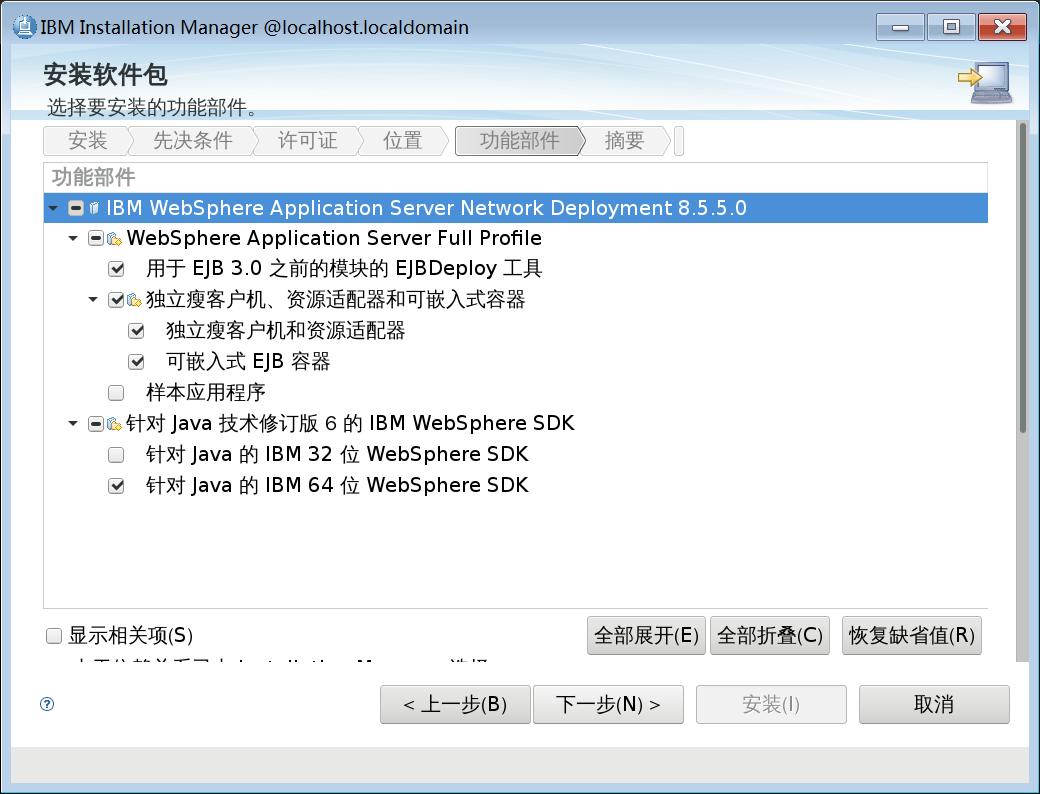 IBM Installation Manager @localhost.localdomain
安装软件包
选择要安装的功能部件。
安装 先决条件 许可证 位置 功能部件 摘要
功能部件
IBM WebSphere Application Server Network Deployment 8.5.5.0
WebSphere Application Server Full Profile
用于 EJB 3.0 之前的模块的 EJBDeploy 工具
独立瘦客户机、资源适配器和可嵌入式容器
独立瘦客户机和资源适配器
可嵌入式 EJB 容器
样本应用程序
针对 Java 技术修订版 6 的 IBM WebSphere SDK
针对 Java 的 IBM 32 位 WebSphere SDK
针对 Java 的 IBM 64 位 WebSphere SDK
显示相关项(S) 全部展开(E) 全部折叠(C) 恢复缺省值(R)
< 上一步(B) 下一步(N) > 安装(I) 取消